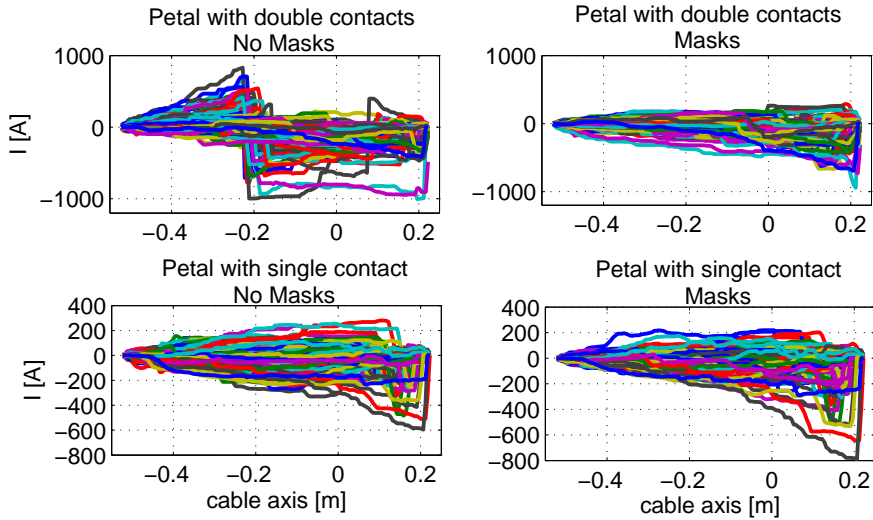 Petal with double contacts
No Masks
1000
0
−1000
I [A]
−0.4 −0.2 0 0.2
Petal with double contacts
Masks
1000
0
−1000
−0.4 −0.2 0 0.2
Petal with single contact
No Masks
400
200
0
−200
−400
−600
−800
I [A]
−0.4 −0.2 0 0.2
cable axis [m]
Petal with single contact
Masks
400
200
0
−200
−400
−600
−800
−0.4 −0.2 0 0.2
cable axis [m]